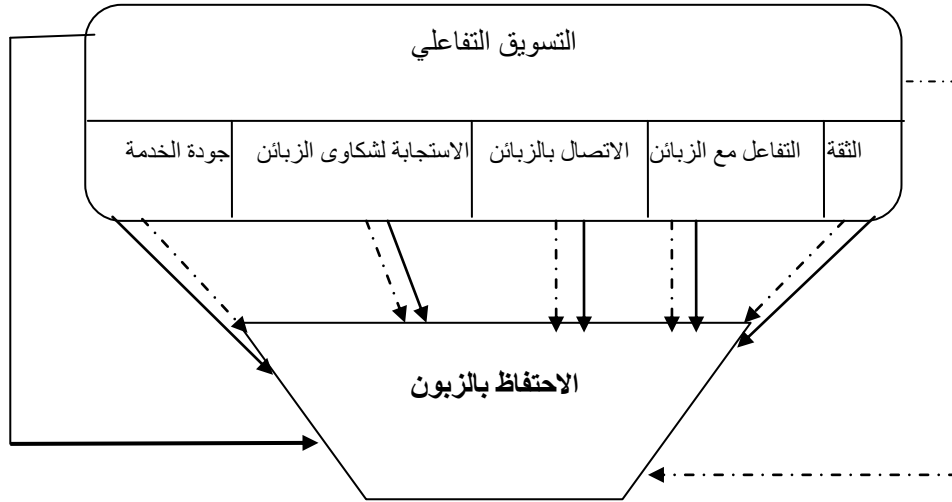 التسويق التفاعلي
الثقة
التفاعل مع الزبائن
الاتصال بالزبائن
الاستجابة لشكاوى الزبائن
جودة الخدمة
الاحتفاظ بالزبون